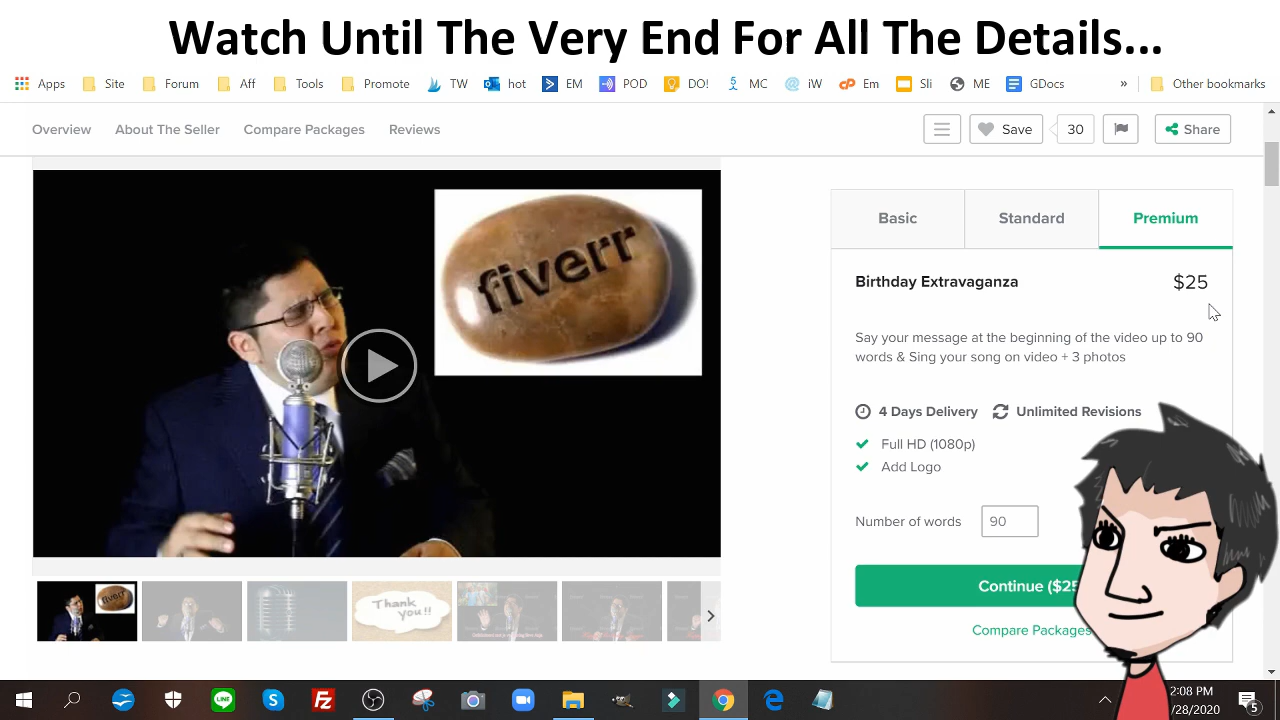 Watch Until The Very End For All The Details...
Apps Site Forum Aff Tools Promote TW hot EM POD DO! MC iW Em Sli ME GDocs » Other bookmarks
Overview About The Seller Compare Packages Reviews Save 30 Share
fiverr
Basic Standard Premium
Birthday Extravaganza $25
Say your message at the beginning of the video up to 90
words & Sing your song on video + 3 photos
4 Days Delivery Unlimited Revisions
Full HD (1080p)
Add Logo
Number of words 90
Continue ($25
Compare Packages
fiverr
Thank
you!!
LINE
2:08 PM
/28/2020
5